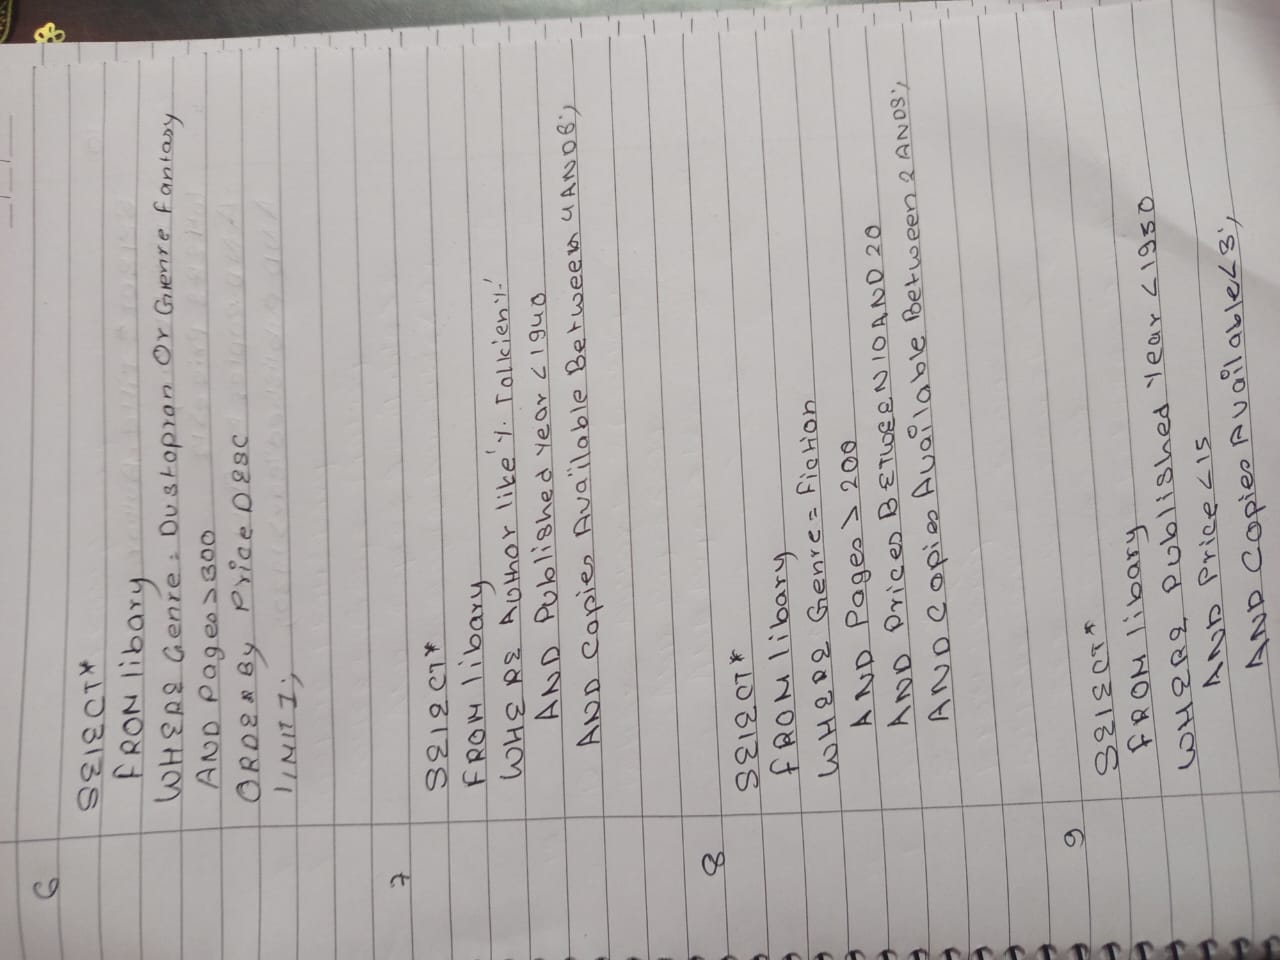 6
SElECT*
FROM libary
WHERE Genre = Dustopran Or Genre Fantasy
AND Pages > 300
ORDER By Price DESC
lIMIT 1;
7
SElECT*
FROM libary
WHERE Author like '% Talkien%'
AND Published year < 1940
AND Copies Available Between 4 AND 8;
8
SElECT*
FROM libary
WHERE Genre = Fiction
AND Pages > 200
AND Prices BETWEEN 10 AND 20
AND Copies Available Between 2 AND 8;
9
SElECT*
FROM libary
WHERE Published year < 1950
AND Price < 15
AND Copies Available < 3;